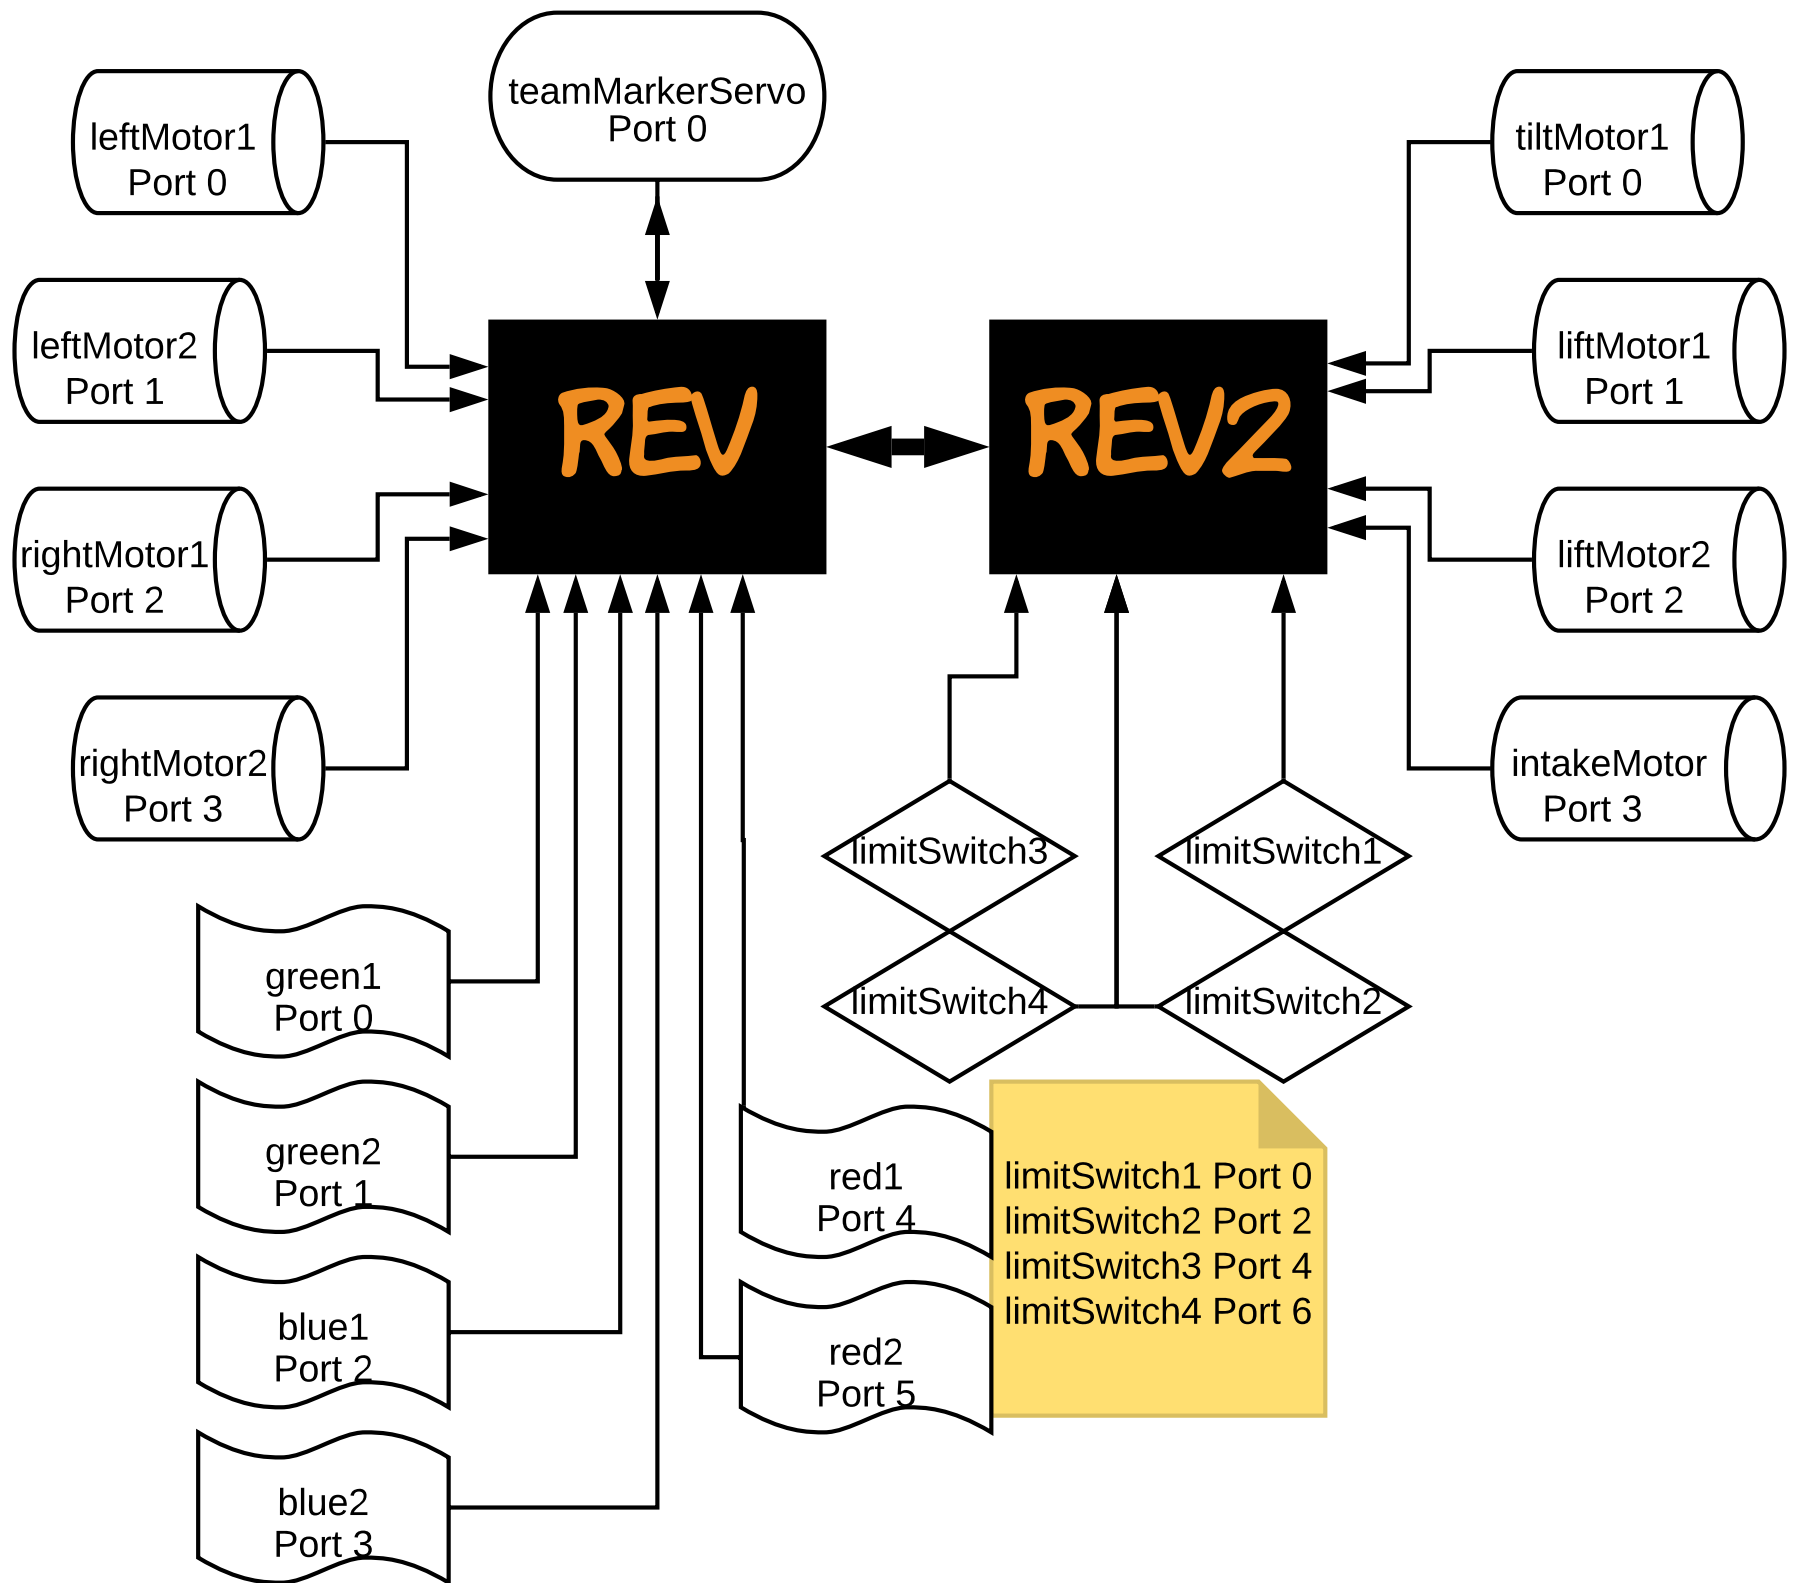 teamMarkerServo
Port 0
leftMotor1
Port 0
tiltMotor1
Port 0
leftMotor2
Port 1
liftMotor1
Port 1
REV
REV2
rightMotor1
Port 2
liftMotor2
Port 2
rightMotor2
Port 3
intakeMotor
Port 3
limitSwitch3
limitSwitch1
limitSwitch4
limitSwitch2
green1
Port 0
green2
Port 1
blue1
Port 2
blue2
Port 3
red1
Port 4
red2
Port 5
limitSwitch1 Port 0
limitSwitch2 Port 2
limitSwitch3 Port 4
limitSwitch4 Port 6